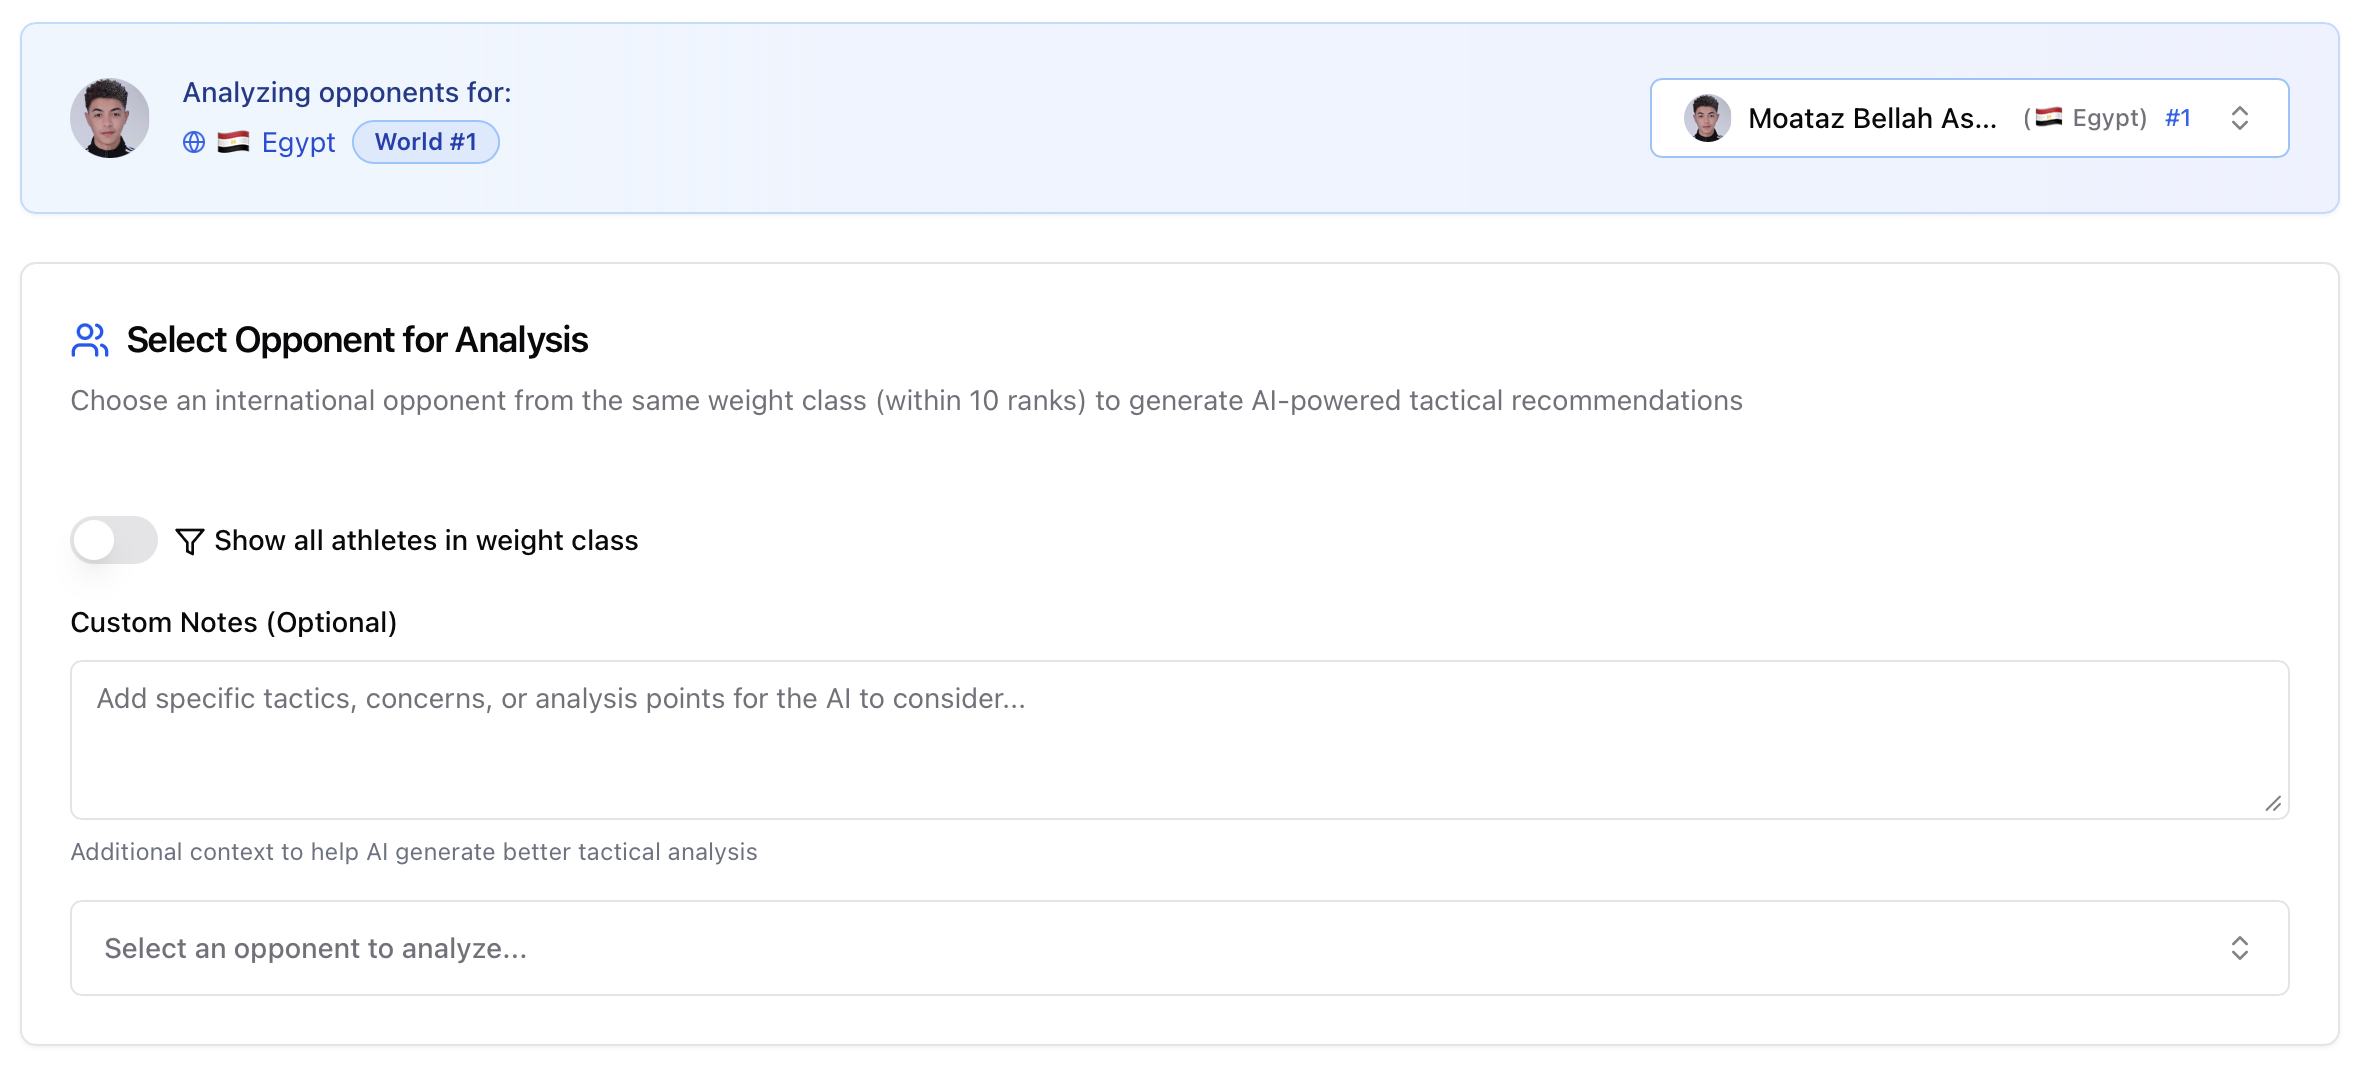 Analyzing opponents for:
Egypt World #1
Moataz Bellah As... (Egypt) #1
Select Opponent for Analysis
Choose an international opponent from the same weight class (within 10 ranks) to generate AI-powered tactical recommendations
Show all athletes in weight class
Custom Notes (Optional)
Add specific tactics, concerns, or analysis points for the AI to consider...
Additional context to help AI generate better tactical analysis
Select an opponent to analyze...